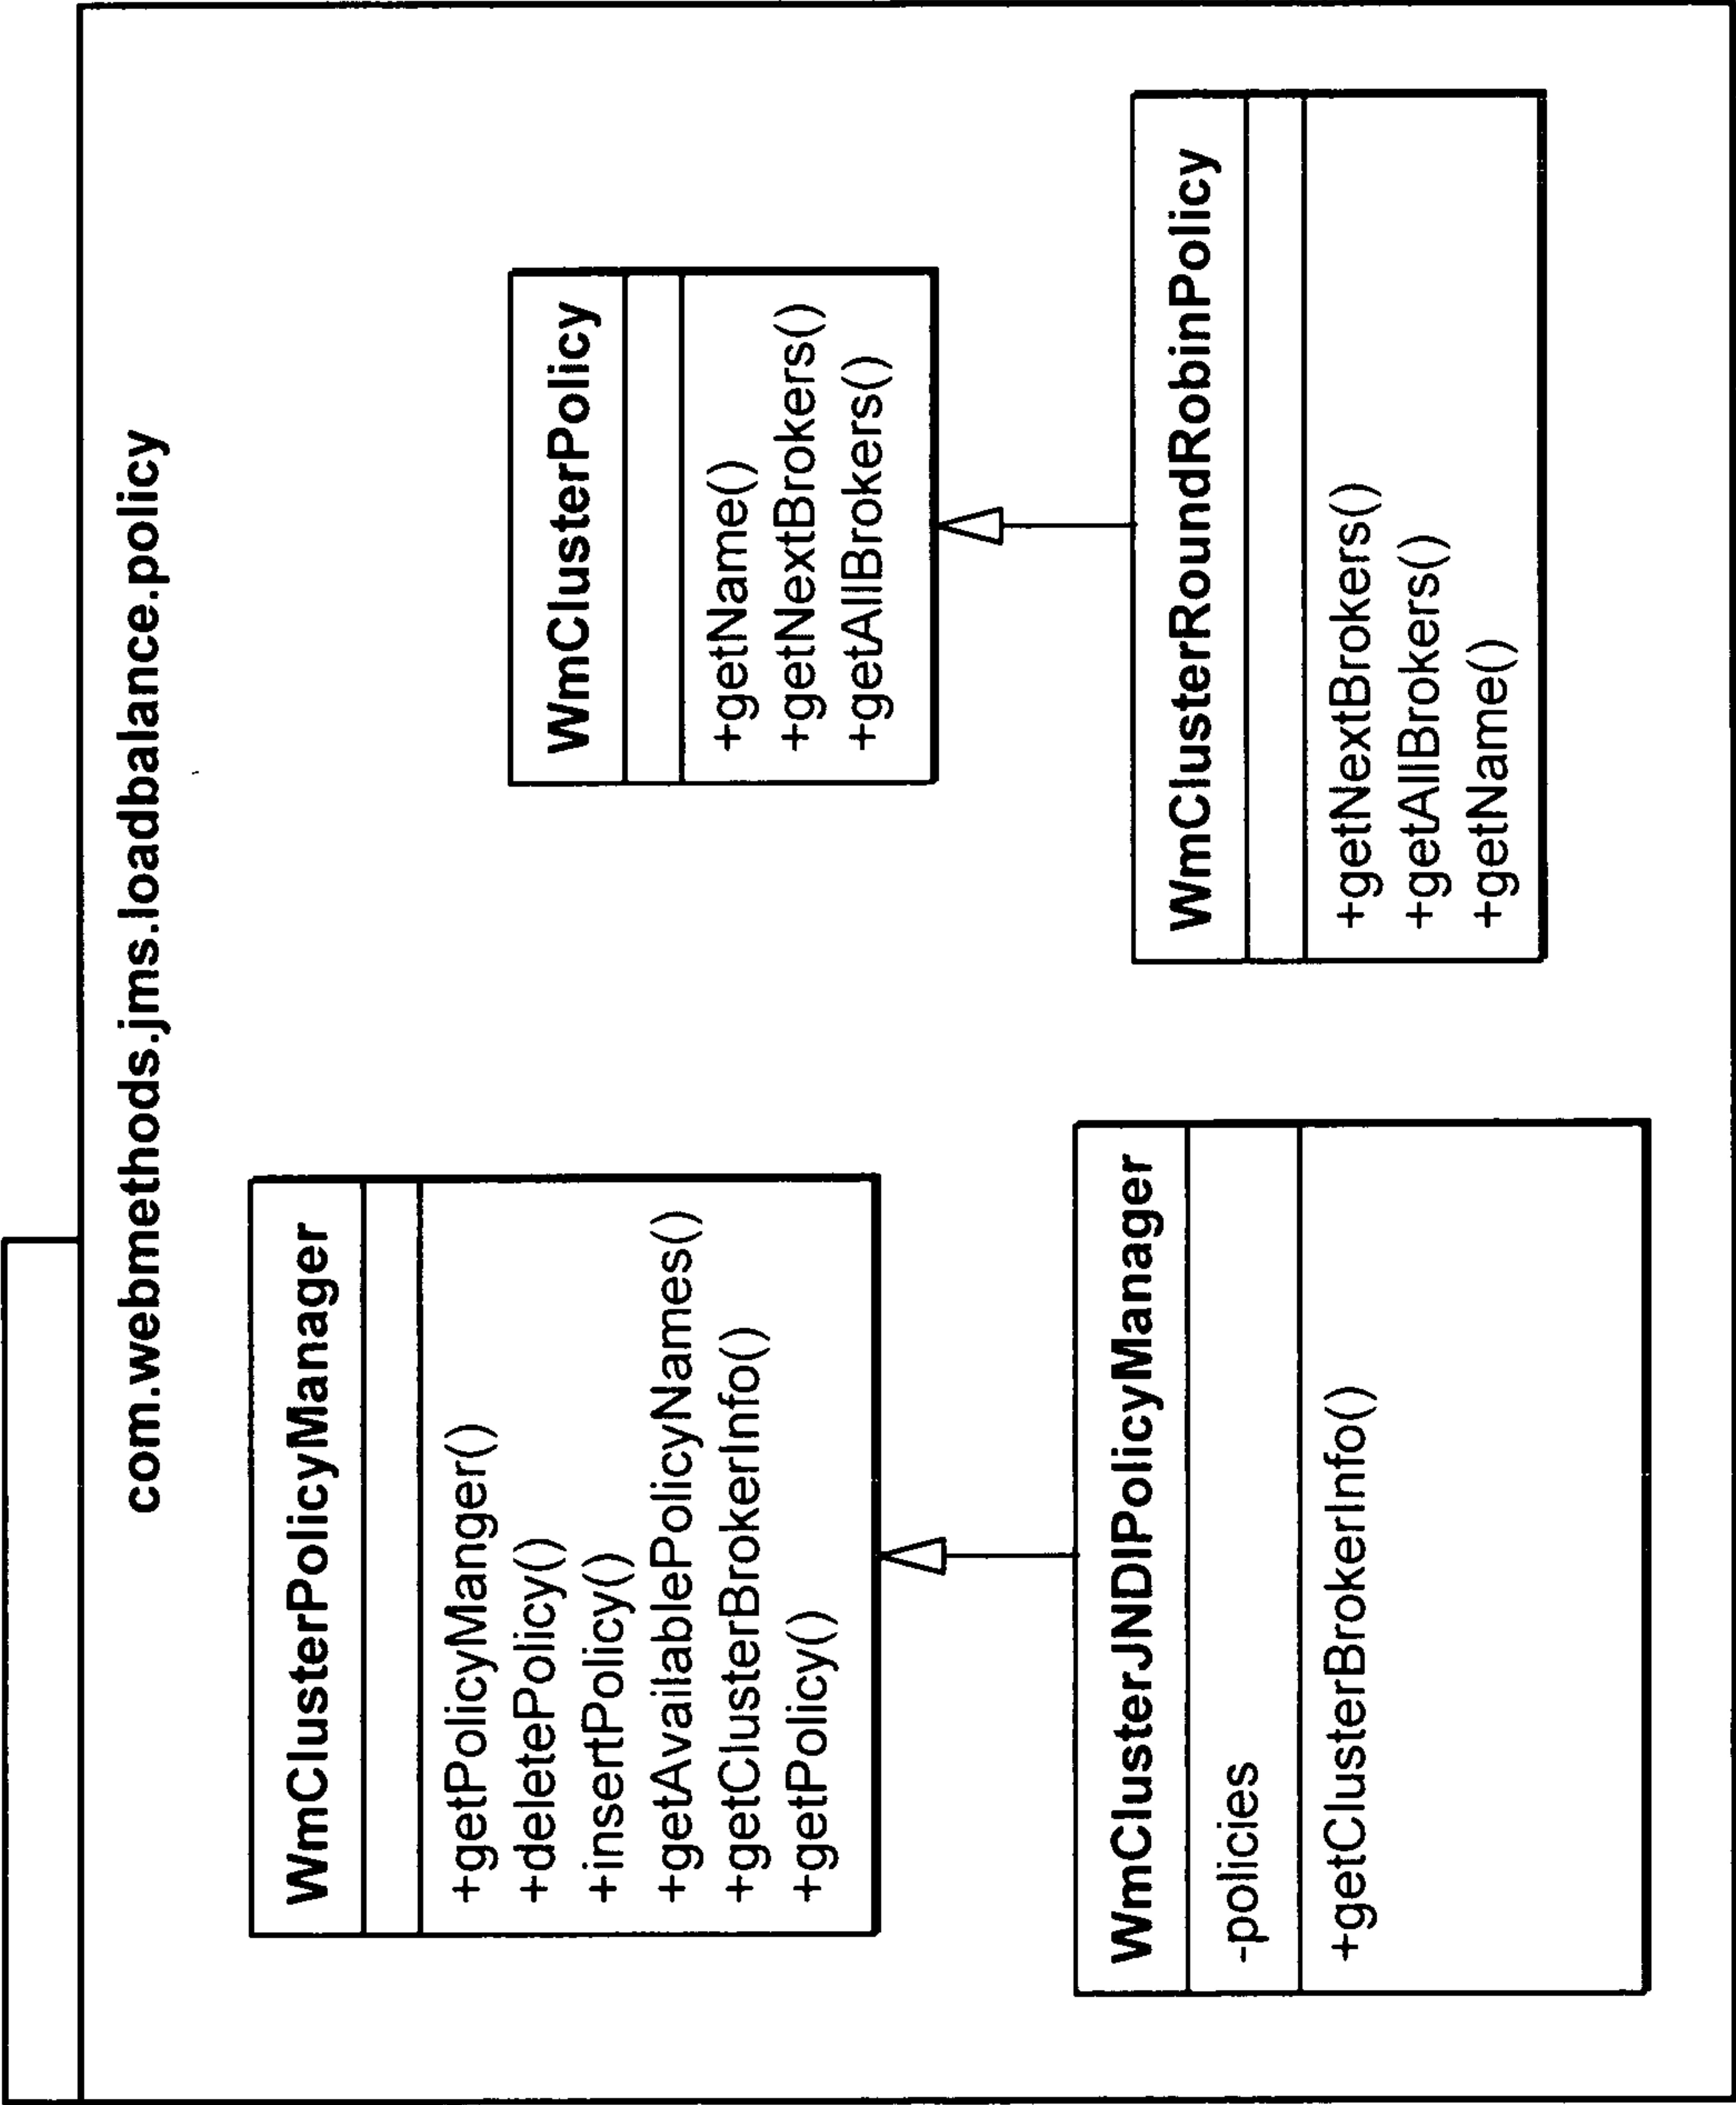 com.webmethods.jms.loadbalance.policy
WmClusterPolicyManager
+getPolicyManger()
+deletePolicy()
+insertPolicy()
+getAvailablePolicyNames()
+getClusterBrokerInfo()
+getPolicy()
WmClusterPolicy
+getName()
+getNextBrokers()
+getAllBrokers()
WmClusterJNDIPolicyManager
-policies
+getClusterBrokerInfo()
WmClusterRoundRobinPolicy
+getNextBrokers()
+getAllBrokers()
+getName()